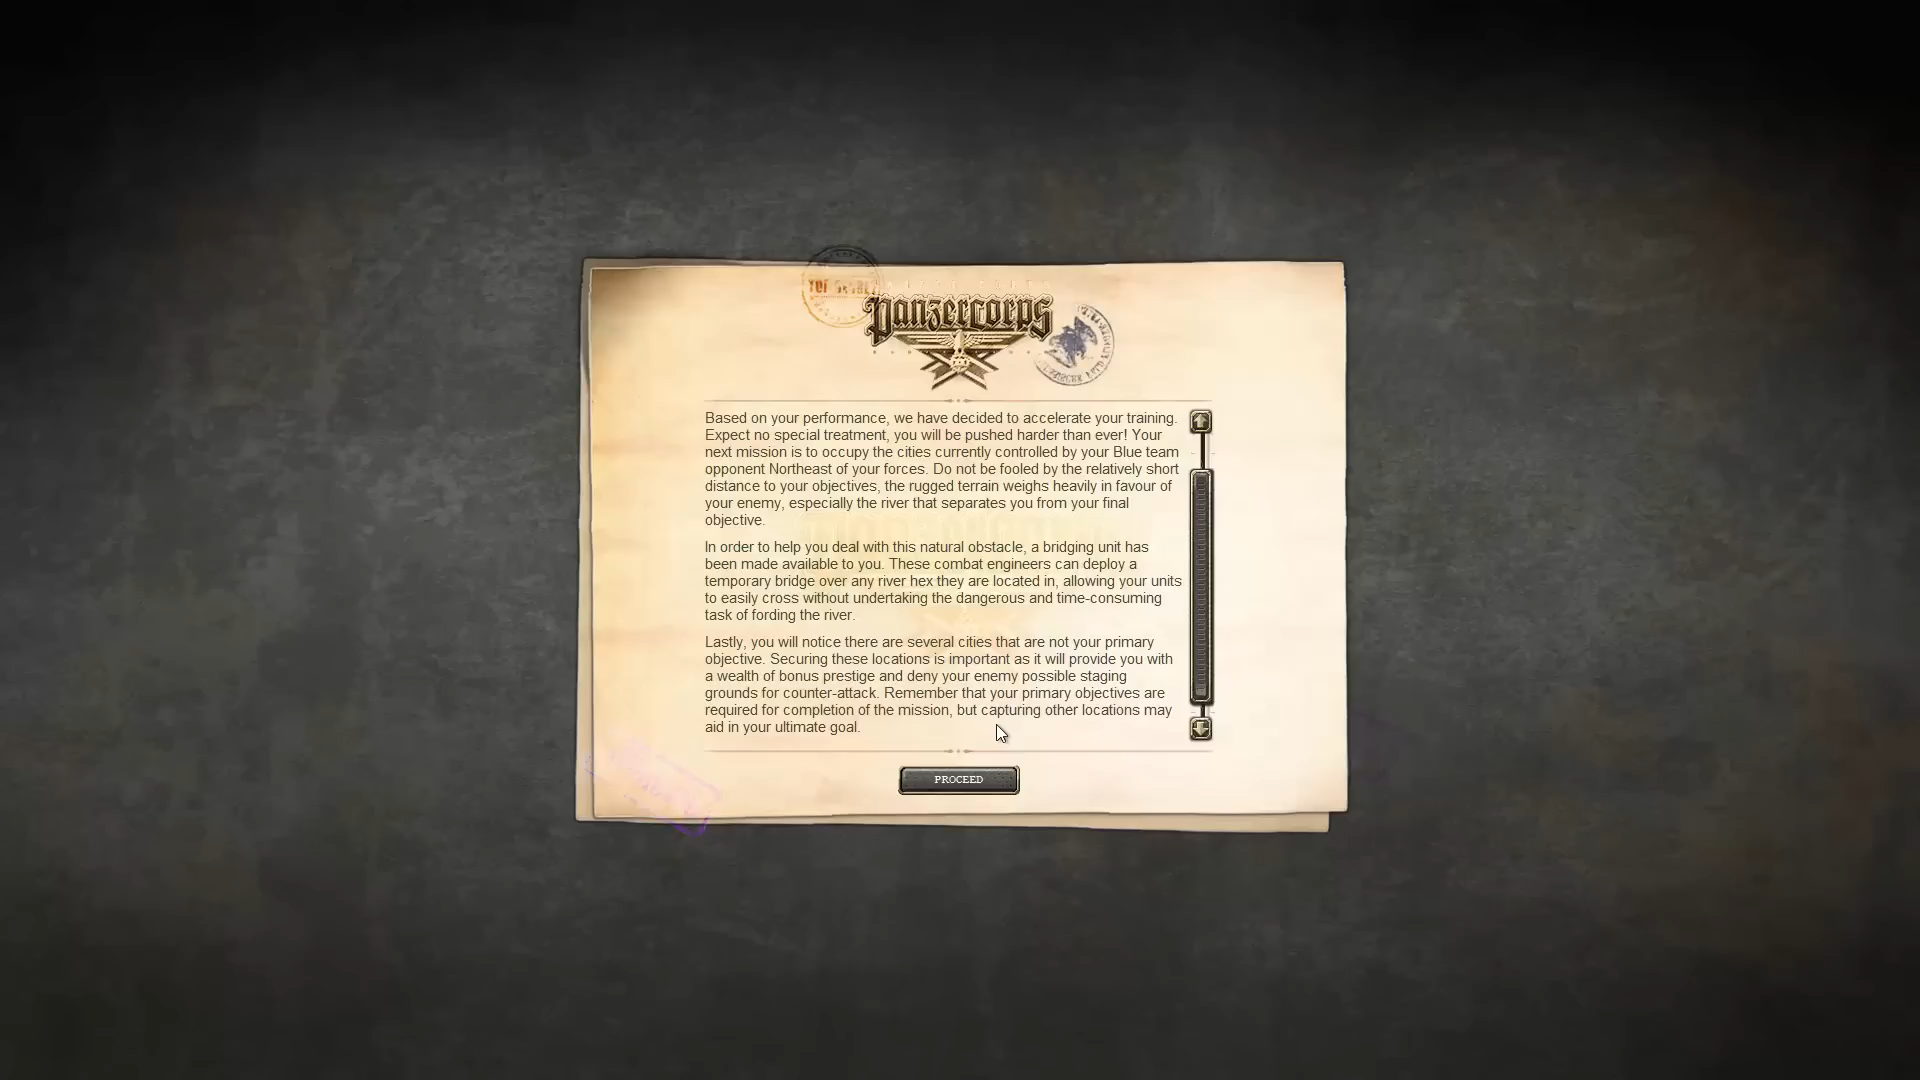 Panzercorps
Based on your performance, we have decided to accelerate your training.
Expect no special treatment, you will be pushed harder than ever! Your
next mission is to occupy the cities currently controlled by your Blue team
opponent Northeast of your forces. Do not be fooled by the relatively short
distance to your objectives, the rugged terrain weighs heavily in favour of
your enemy, especially the river that separates you from your final
objective.
In order to help you deal with this natural obstacle, a bridging unit has
been made available to you. These combat engineers can deploy a
temporary bridge over any river hex they are located in, allowing your units
to easily cross without undertaking the dangerous and time-consuming
task of fording the river.
Lastly, you will notice there are several cities that are not your primary
objective. Securing these locations is important as it will provide you with
a wealth of bonus prestige and deny your enemy possible staging
grounds for counter-attack. Remember that your primary objectives are
required for completion of the mission, but capturing other locations may
aid in your ultimate goal.
PROCEED